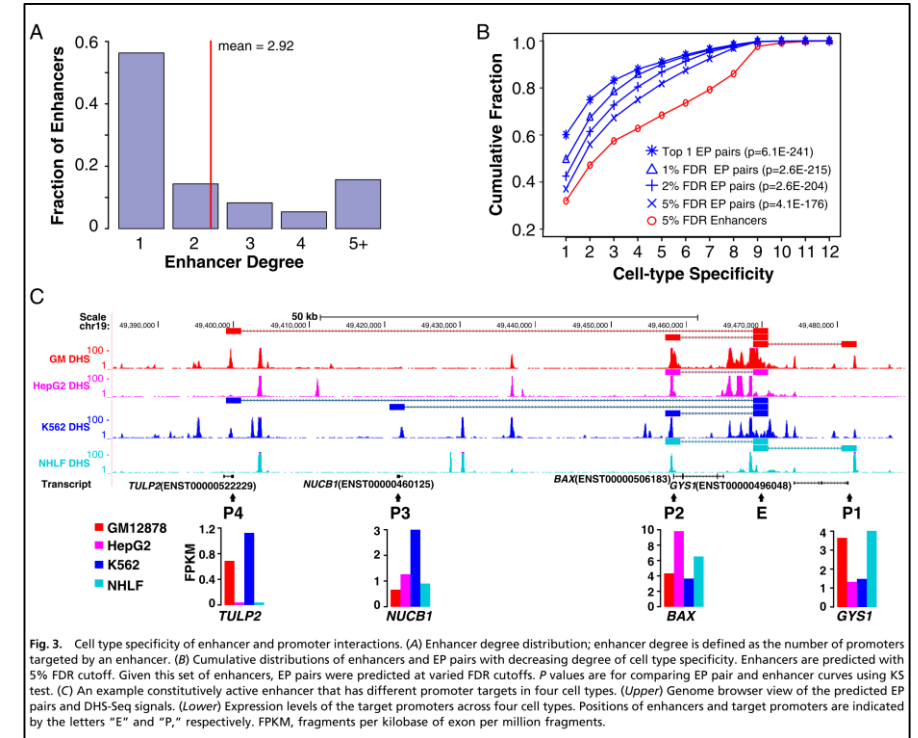 A
0.6
0.4
0.2
0
Fraction of Enhancers
mean = 2.92
1 2 3 4 5+
Enhancer Degree
B
1.0
0.8
0.6
0.4
0.2
Cumulative Fraction
Top 1 EP pairs (p=6.1E-241)
1% FDR EP pairs (p=2.6E-215)
2% FDR EP pairs (p=2.6E-204)
5% FDR EP pairs (p=4.1E-176)
5% FDR Enhancers
1 2 3 4 5 6 7 8 9 10 11 12
Cell-type Specificity
C
Scale 50 kb
chr19: 49,390,000 49,400,000 49,410,000 49,420,000 49,430,000 49,440,000 49,450,000 49,460,000 49,470,000 49,480,000
100
GM DHS
1
100
HepG2 DHS
1
100
K562 DHS
1
100
NHLF DHS
1
Transcript TULP2(ENST00000522229) NUCB1(ENST00000460125) BAX(ENST00000506183) GYS1(ENST00000496048)
P4 P3 P2 E P1
GM12878
HepG2
K562
NHLF
FPKM
1.2
0.8
0.4
0
TULP2
3
2
1
0
NUCB1
10
8
6
4
2
0
BAX
4
3
2
1
0
GYS1
Fig. 3. Cell type specificity of enhancer and promoter interactions. (A) Enhancer degree distribution; enhancer degree is defined as the number of promoters
targeted by an enhancer. (B) Cumulative distributions of enhancers and EP pairs with decreasing degree of cell type specificity. Enhancers are predicted with
5% FDR cutoff. Given this set of enhancers, EP pairs were predicted at varied FDR cutoffs. P values are for comparing EP pair and enhancer curves using KS
test. (C) An example constitutively active enhancer that has different promoter targets in four cell types. (Upper) Genome browser view of the predicted EP
pairs and DHS-Seq signals. (Lower) Expression levels of the target promoters across four cell types. Positions of enhancers and target promoters are indicated
by the letters “E” and “P,” respectively. FPKM, fragments per kilobase of exon per million fragments.